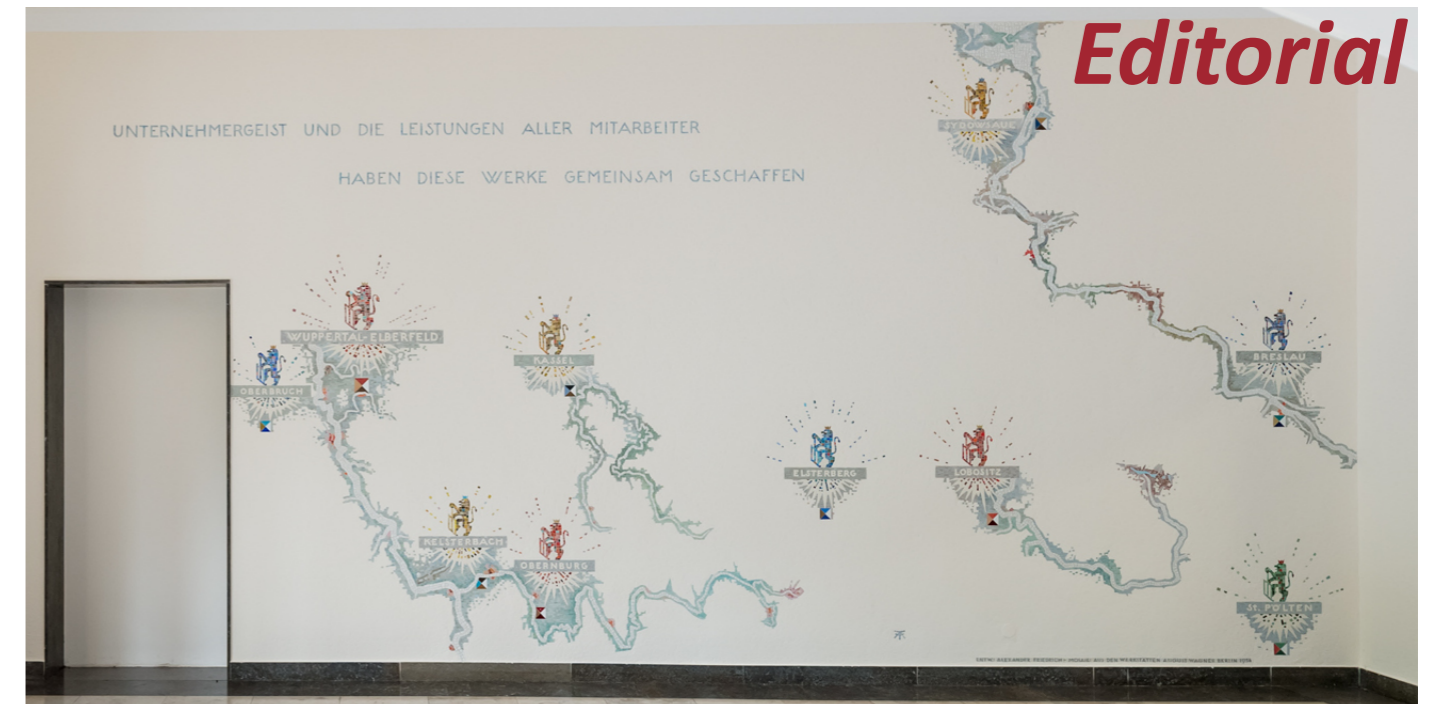 Editorial
UNTERNEHMERGEIST UND DIE LEISTUNGEN ALLER MITARBEITER
HABEN DIESE WERKE GEMEINSAM GESCHAFFEN
SYDOWSAUE
WUPPERTAL-ELBERFELD
OBERBRUCH
KASSEL
BRESLAU
ELSTERBERG
LOBOSITZ
KELSTERBACH
OBERNBURG
St. PÖLTEN